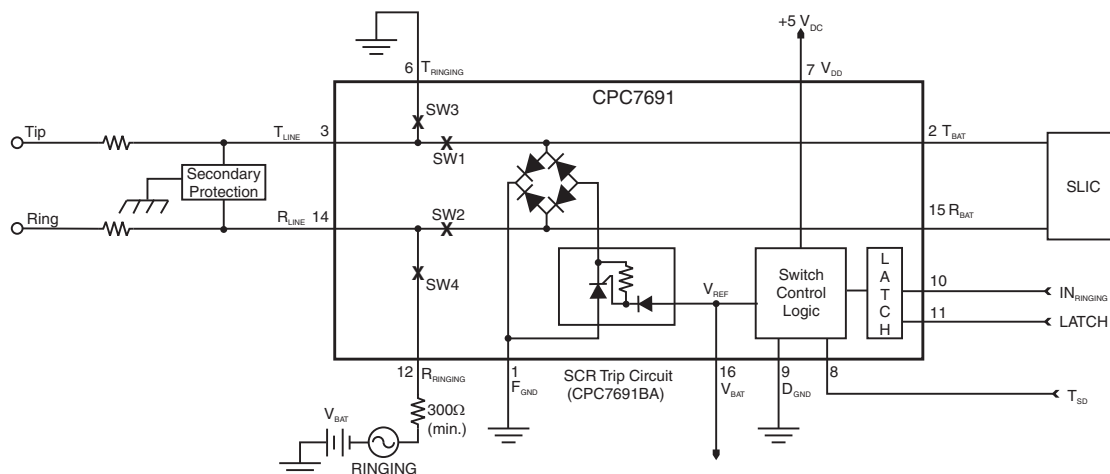 +5 V_DC
6 T_RINGING
7 V_DD
CPC7691
SW3
Tip
T_LINE 3
SW1
2 T_BAT
Secondary
Protection
SLIC
Ring
R_LINE 14
SW2
15 R_BAT
SW4
V_REF
Switch
Control
Logic
LATCH
10
IN_RINGING
11
LATCH
12 R_RINGING
1
F_GND
SCR Trip Circuit
(CPC7691BA)
16
V_BAT
9
D_GND
8
T_SD
300Ω
(min.)
V_BAT
RINGING